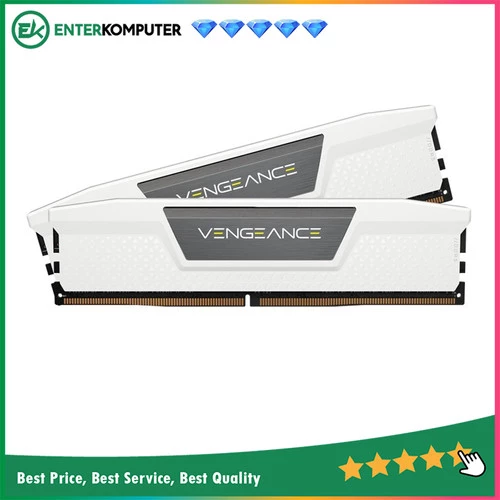 EK ENTERKOMPUTER
VENGEANCE
VENGEANCE
Best Price, Best Service, Best Quality